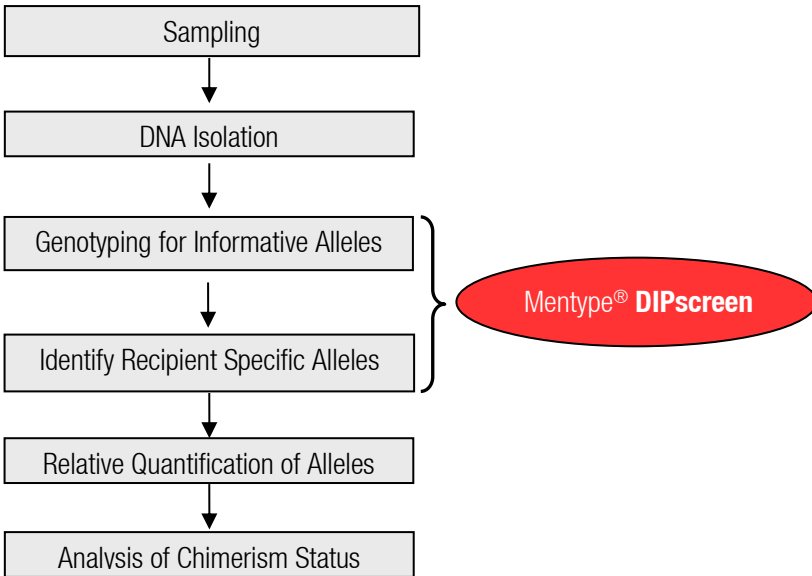 Sampling
DNA Isolation
Genotyping for Informative Alleles
Mentype® DIPscreen
Identify Recipient Specific Alleles
Relative Quantification of Alleles
Analysis of Chimerism Status